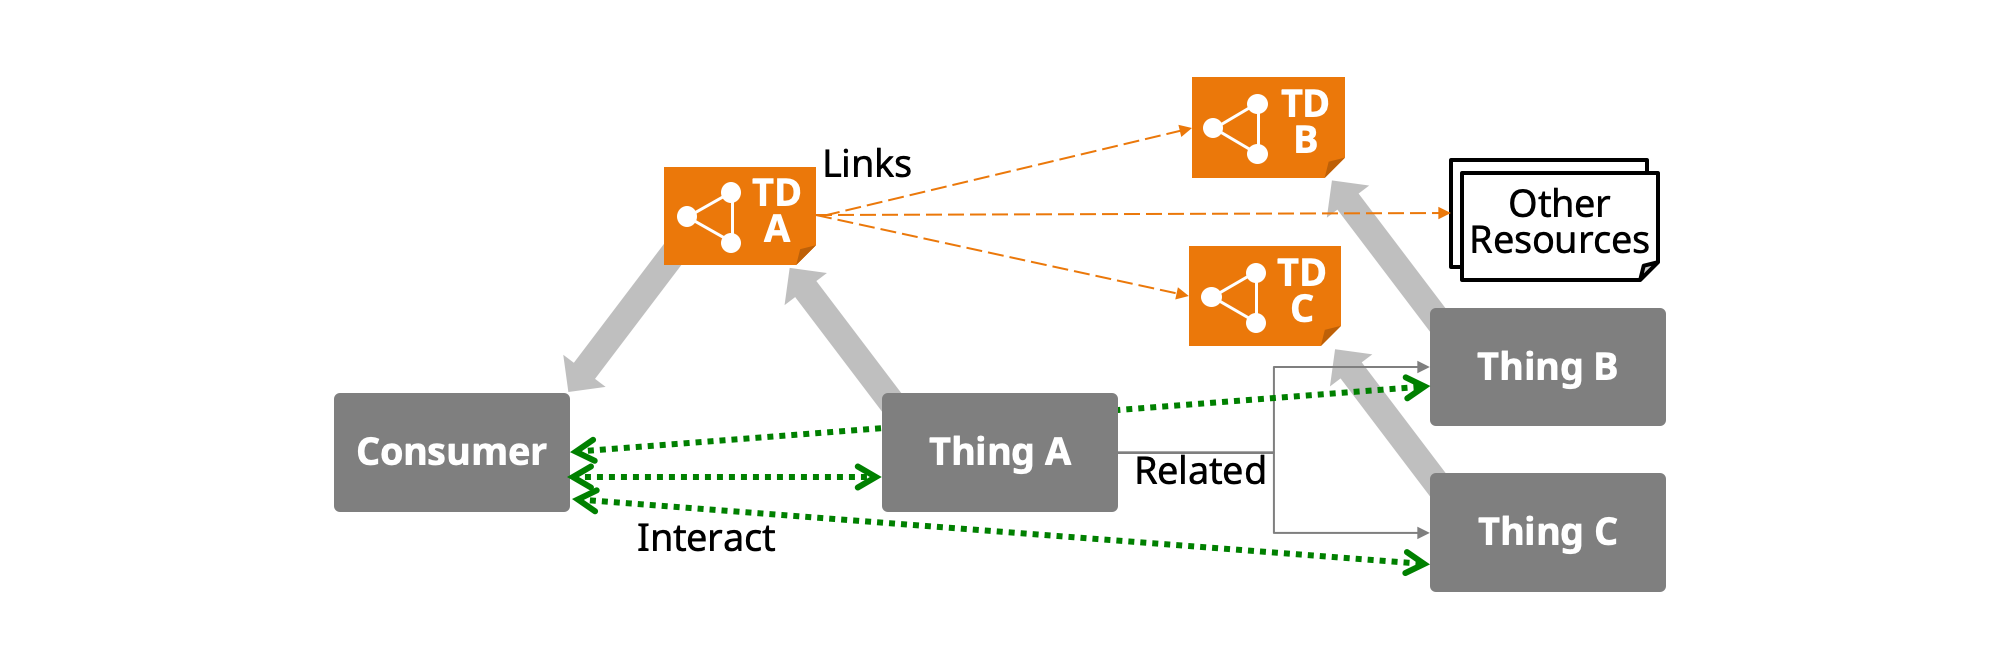 TD
B
Links
TD
A
Other
Resources
TD
C
Thing B
Consumer
Thing A
Related
Interact
Thing C